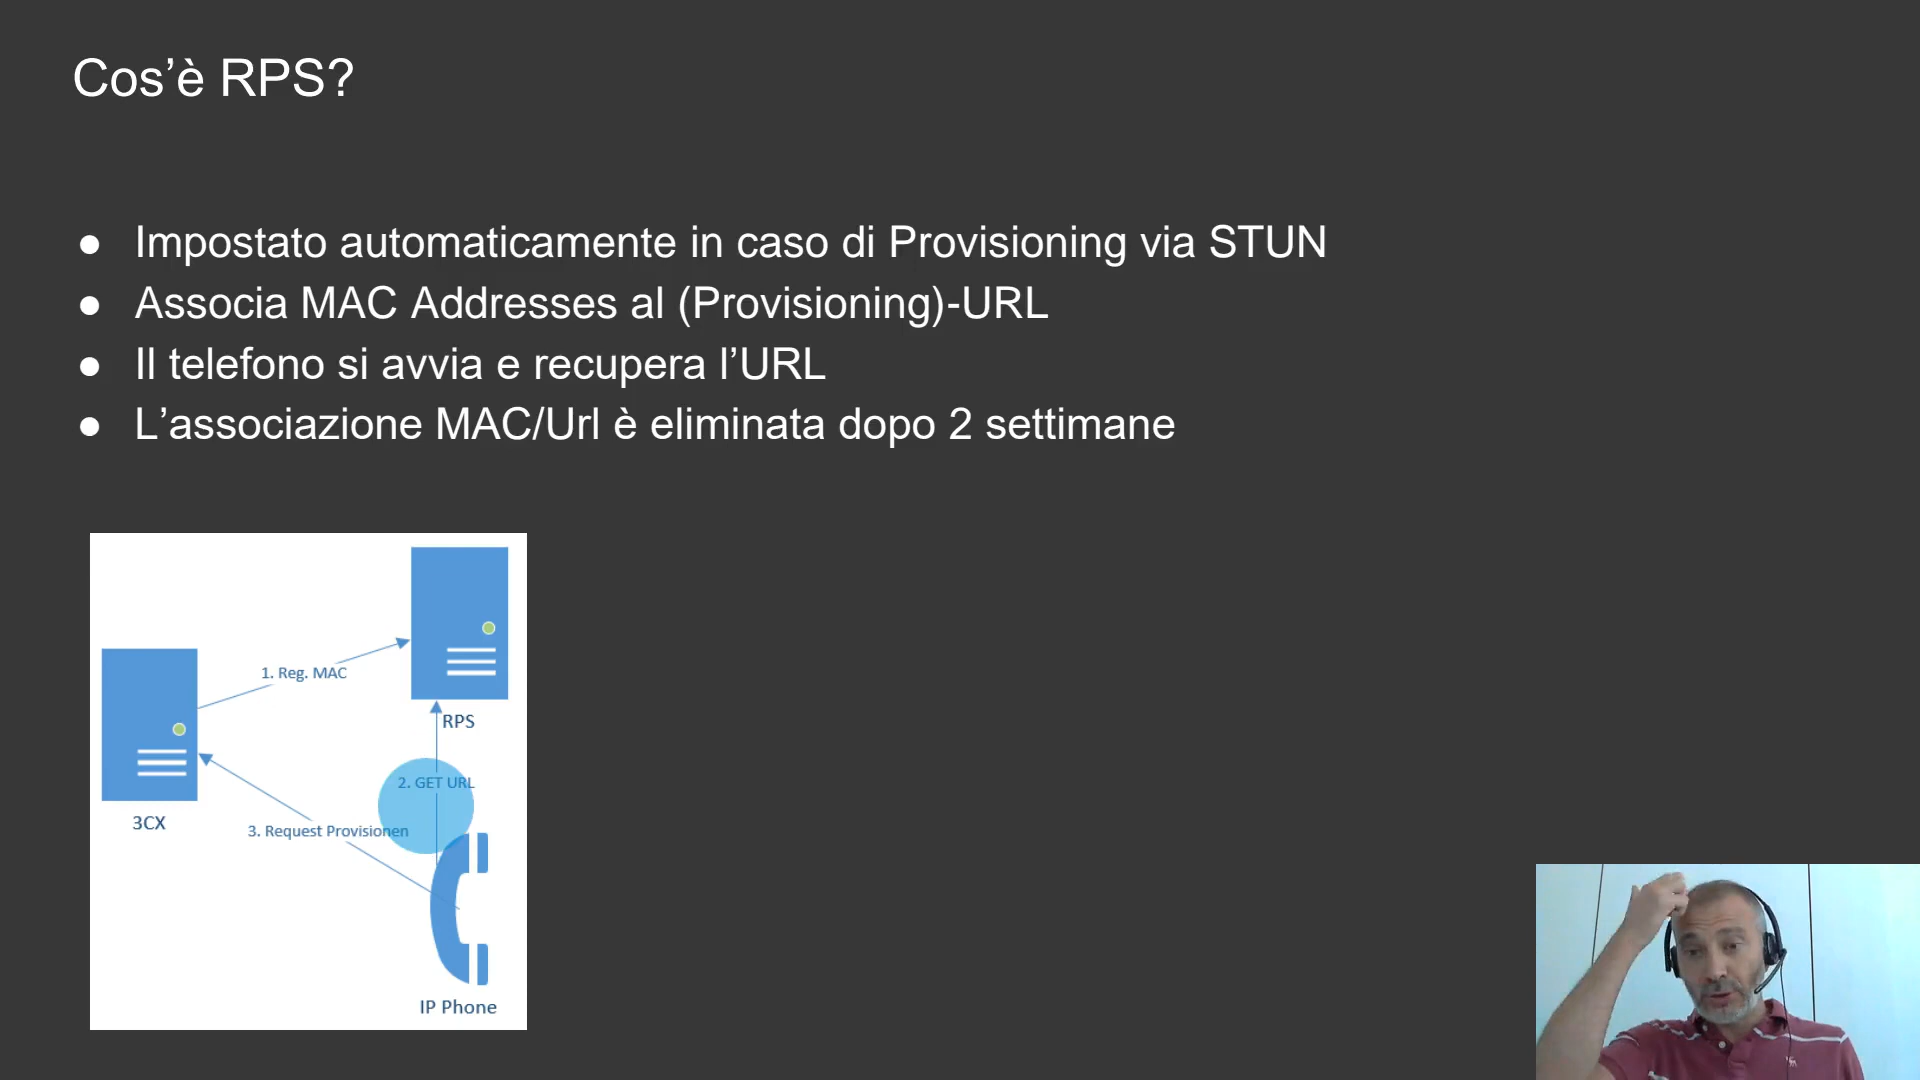 Cos’è RPS?
Impostato automaticamente in caso di Provisioning via STUN
Associa MAC Addresses al (Provisioning)-URL
Il telefono si avvia e recupera l’URL
L’associazione MAC/Url è eliminata dopo 2 settimane
1. Reg. MAC
RPS
2. GET URL
3CX
3. Request Provisionen
IP Phone